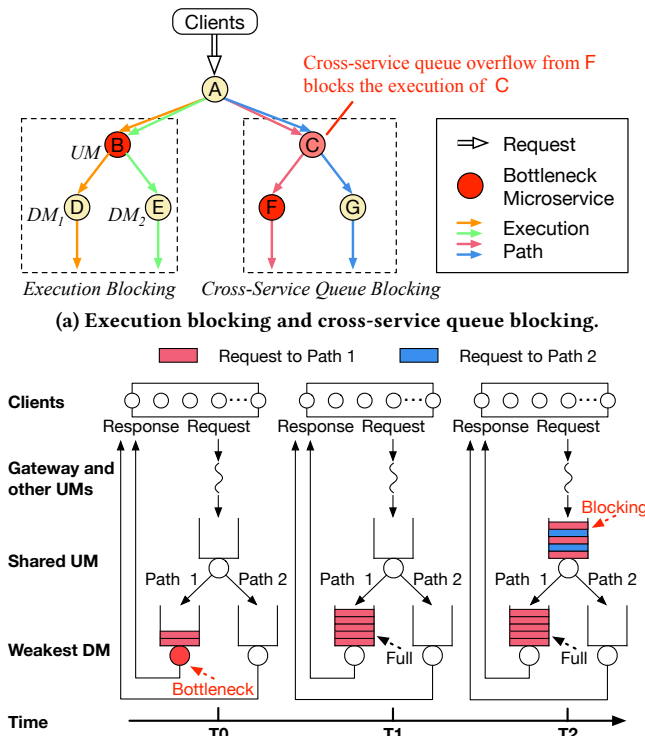 Clients
Cross-service queue overflow from F
blocks the execution of C
A
UM
B
C
DM1
D
DM2
E
F
G
Execution Blocking
Cross-Service Queue Blocking
Request
Bottleneck
Microservice
Execution
Path
(a) Execution blocking and cross-service queue blocking.
Request to Path 1
Request to Path 2
Clients
Response Request
Response Request
Response Request
Gateway and
other UMs
Blocking
Shared UM
Path 1 Path 2
Path 1 Path 2
Path 1 Path 2
Weakest DM
Bottleneck
Full
Full
Time
T0
T1
T2